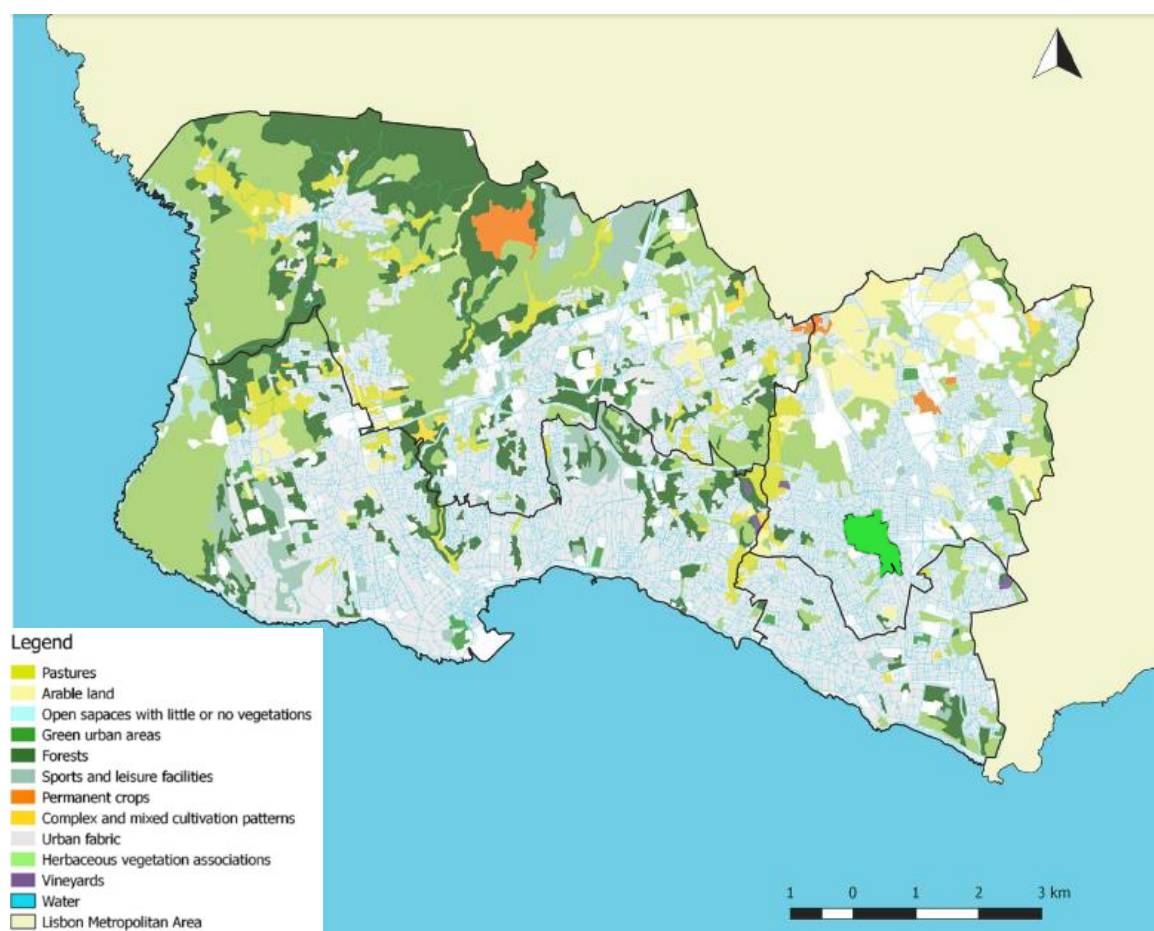 Legend
Pastures
Arable land
Open sapaces with little or no vegetations
Green urban areas
Forests
Sports and leisure facilities
Permanent crops
Complex and mixed cultivation patterns
Urban fabric
Herbaceous vegetation associations
Vineyards
Water
Lisbon Metropolitan Area
1 0 1 2 3 km